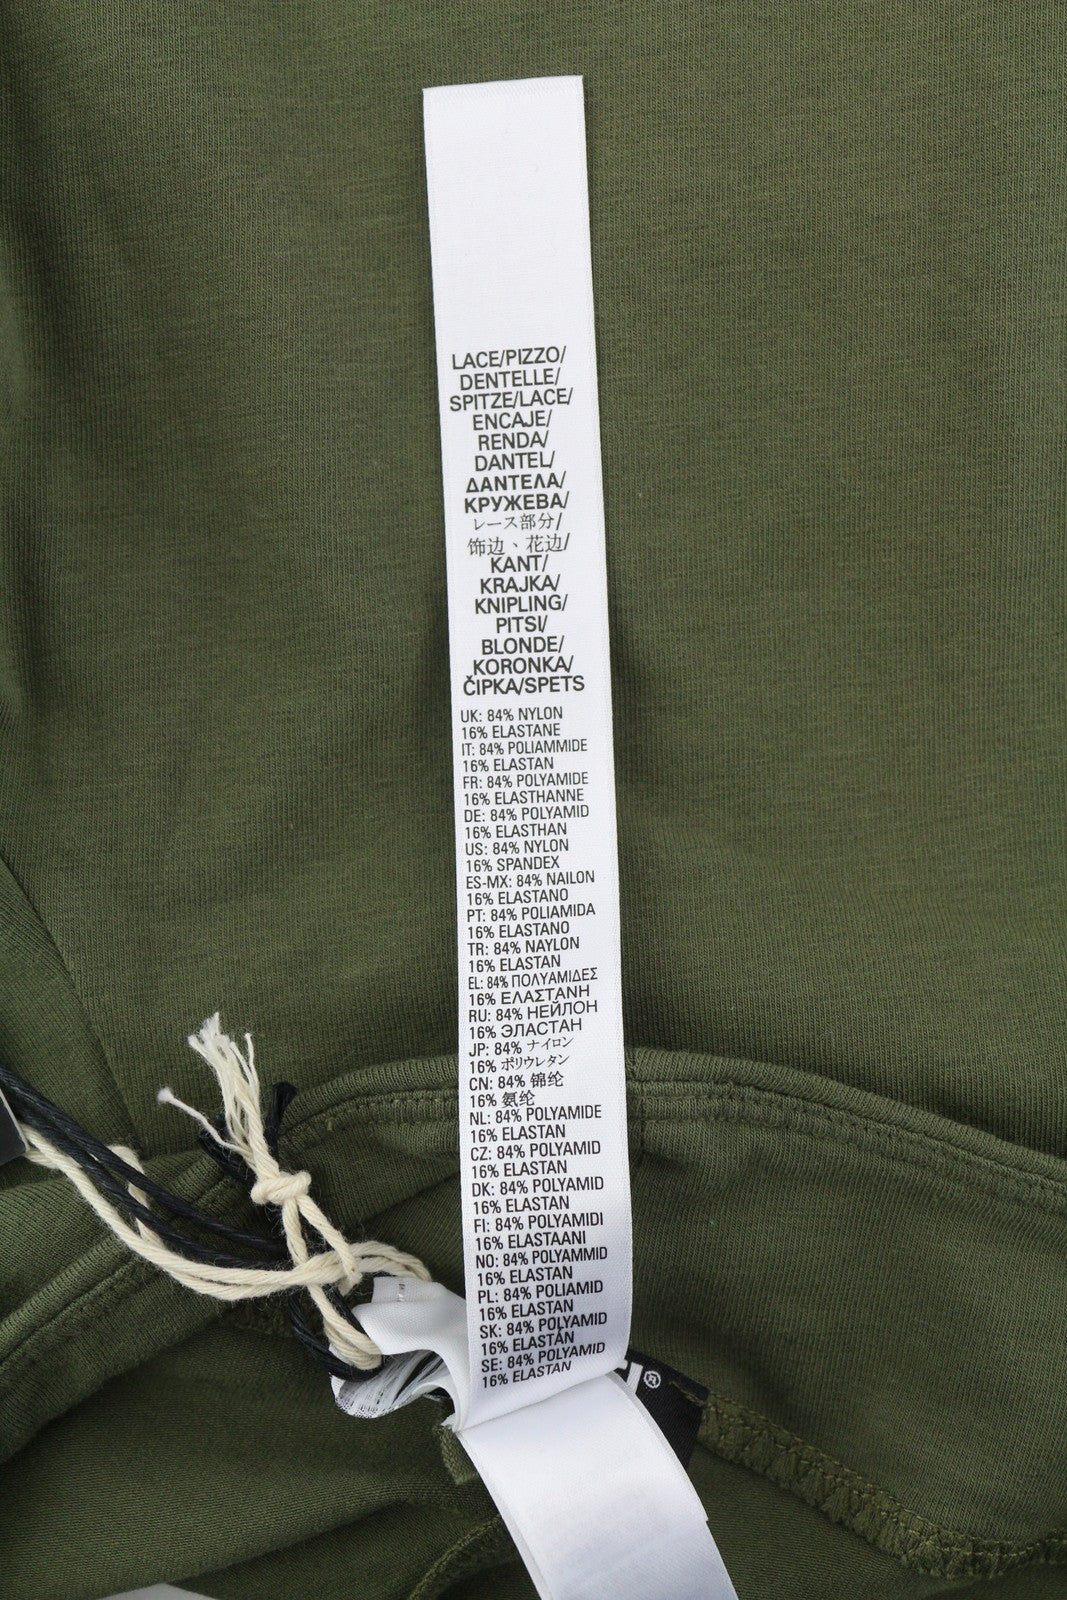 LACE/PIZZO/
DENTELLE/
SPITZE/LACE/
ENCAJE/
RENDA/
DANTEL/
ΔΑΝΤΕΛΑ/
КРУЖЕВА/
レース部分/
饰边、花边/
KANT/
KRAJKA/
KNIPLING/
PITSI/
BLONDE/
KORONKA/
ČIPKA/SPETS
UK: 84% NYLON
16% ELASTANE
IT: 84% POLIAMMIDE
16% ELASTAN
FR: 84% POLYAMIDE
16% ELASTHANNE
DE: 84% POLYAMID
16% ELASTHAN
US: 84% NYLON
16% SPANDEX
ES-MX: 84% NAILON
16% ELASTANO
PT: 84% POLIAMIDA
16% ELASTANO
TR: 84% NAYLON
16% ELASTAN
EL: 84% ΠΟΛΥΑΜΙΔΕΣ
16% ΕΛΑΣΤΑΝΗ
RU: 84% НЕЙЛОН
16% ЭЛАСТАН
JP: 84% ナイロン
16% ポリウレタン
CN: 84% 锦纶
16% 氨纶
NL: 84% POLYAMIDE
16% ELASTAN
CZ: 84% POLYAMID
16% ELASTAN
DK: 84% POLYAMID
16% ELASTAN
FI: 84% POLYAMIDI
16% ELASTAANI
NO: 84% POLYAMMID
16% ELASTAN
PL: 84% POLIAMID
16% ELASTAN
SK: 84% POLYAMID
16% ELASTÁN
SE: 84% POLYAMID
16% ELASTAN